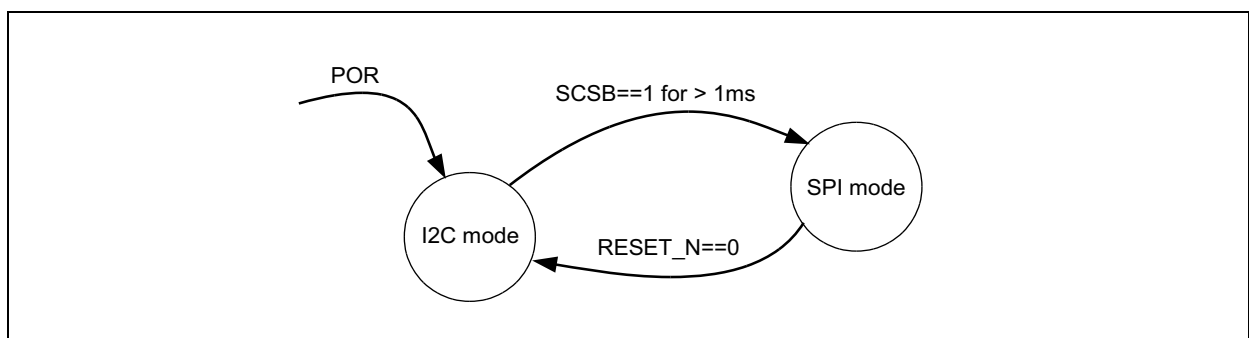 POR
SCSB==1 for > 1ms
SPI mode
I2C mode
RESET_N==0